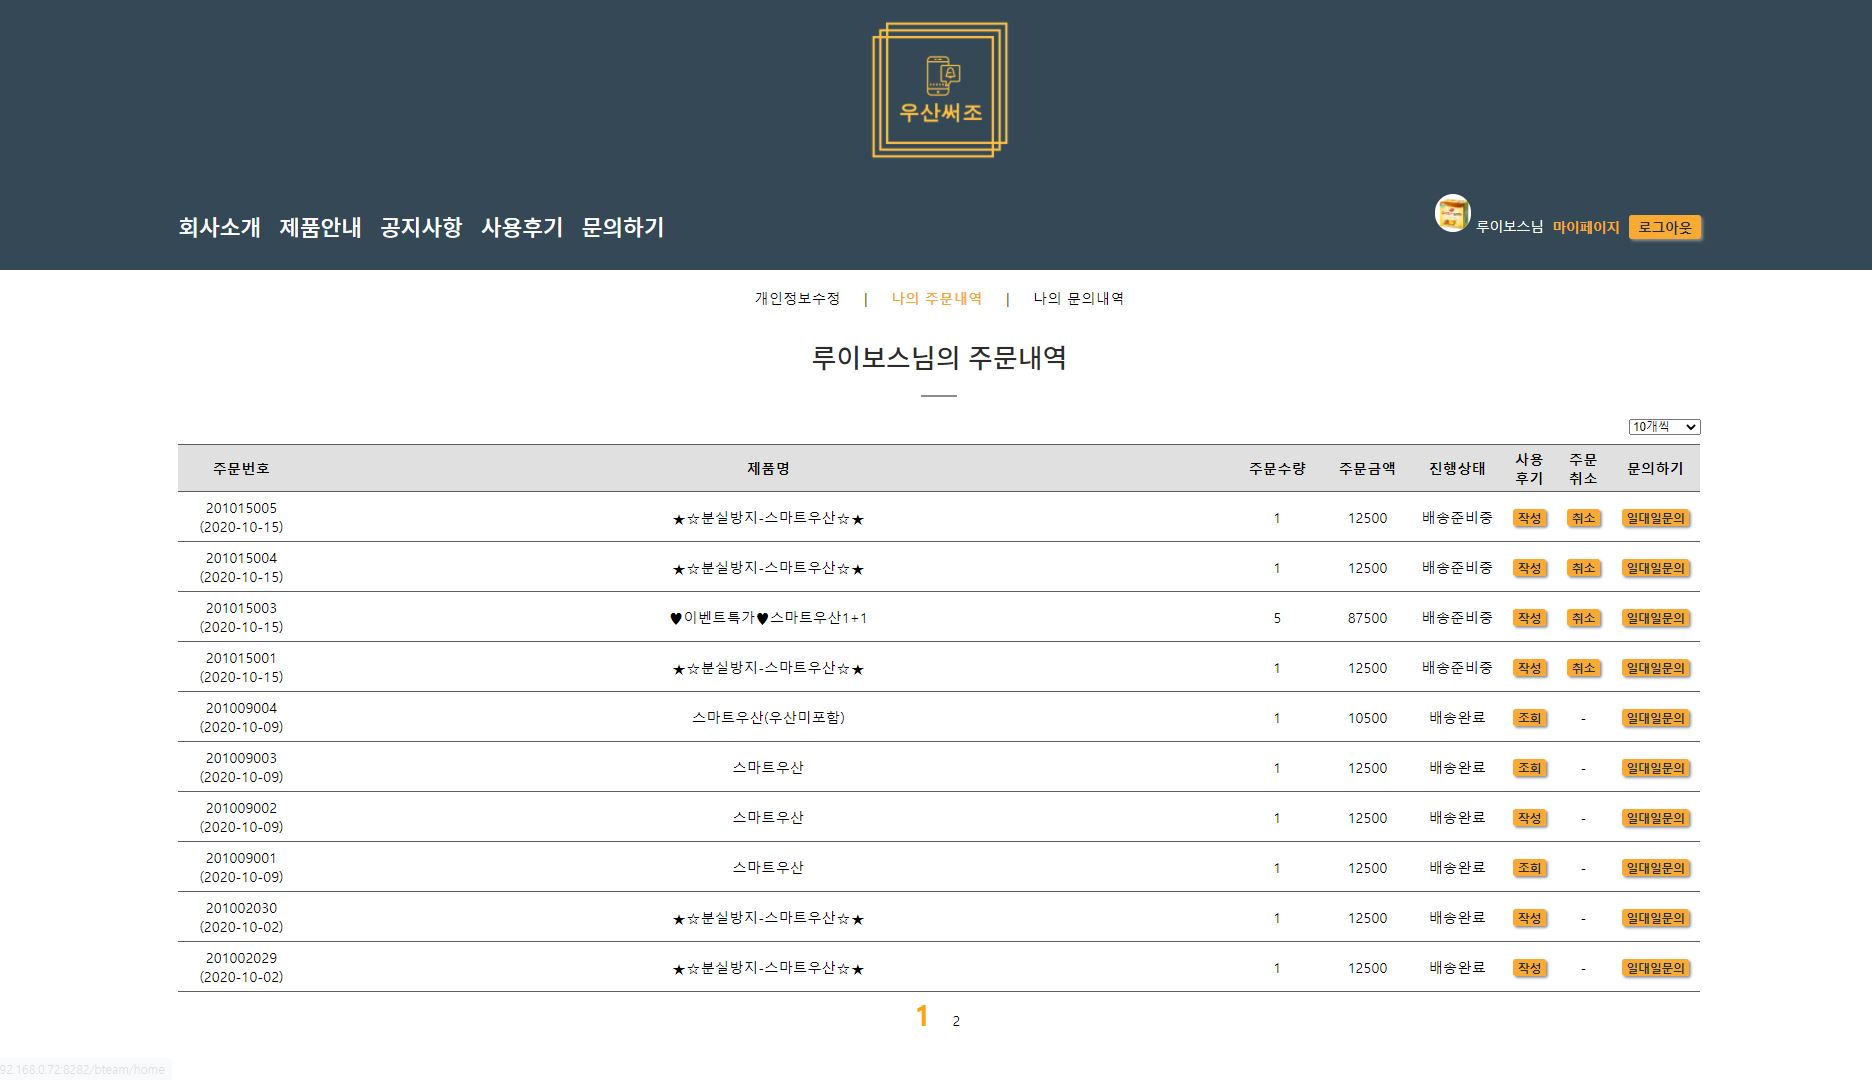 우산써조
회사소개 제품안내 공지사항 사용후기 문의하기
루이보스님 마이페이지 로그아웃
개인정보수정 | 나의 주문내역 | 나의 문의내역
루이보스님의 주문내역
10개씩
주문번호 제품명 주문수량 주문금액 진행상태 사용후기 주문취소 문의하기
201015005
(2020-10-15) ★☆분실방지-스마트우산☆★ 1 12500 배송준비중 작성 취소 일대일문의
201015004
(2020-10-15) ★☆분실방지-스마트우산☆★ 1 12500 배송준비중 작성 취소 일대일문의
201015003
(2020-10-15) ♥이벤트특가♥스마트우산1+1 5 87500 배송준비중 작성 취소 일대일문의
201015001
(2020-10-15) ★☆분실방지-스마트우산☆★ 1 12500 배송준비중 작성 취소 일대일문의
201009004
(2020-10-09) 스마트우산(우산미포함) 1 10500 배송완료 조회 - 일대일문의
201009003
(2020-10-09) 스마트우산 1 12500 배송완료 조회 - 일대일문의
201009002
(2020-10-09) 스마트우산 1 12500 배송완료 작성 - 일대일문의
201009001
(2020-10-09) 스마트우산 1 12500 배송완료 조회 - 일대일문의
201002030
(2020-10-02) ★☆분실방지-스마트우산☆★ 1 12500 배송완료 작성 - 일대일문의
201002029
(2020-10-02) ★☆분실방지-스마트우산☆★ 1 12500 배송완료 작성 - 일대일문의
1 2
92.168.0.72:8282/bteam/home